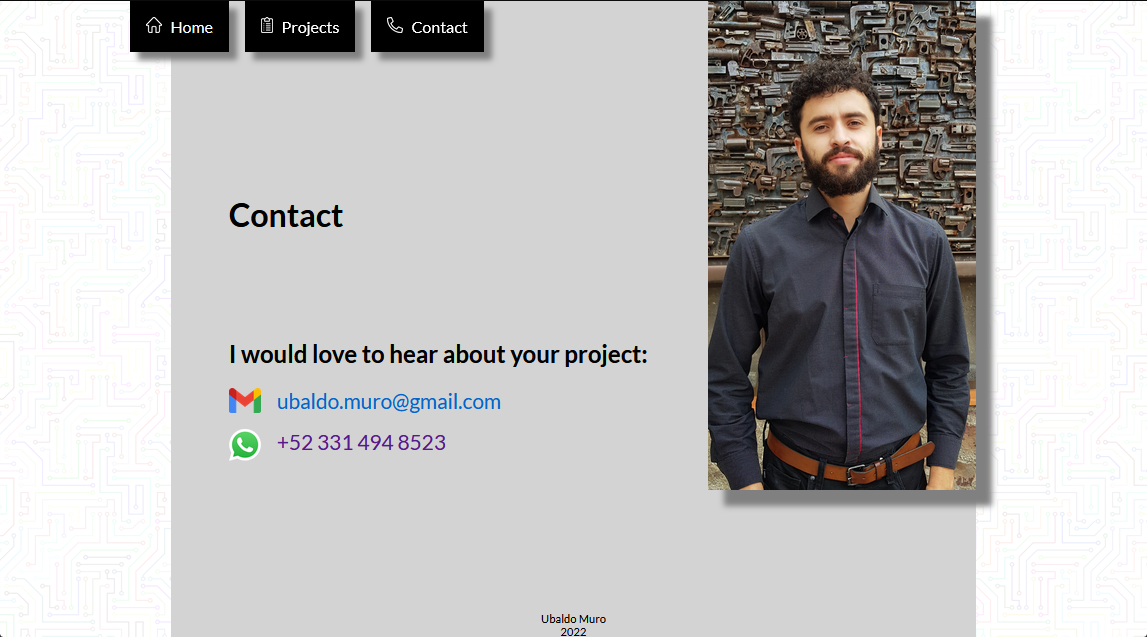 Home
Projects
Contact
Contact
I would love to hear about your project:
ubaldo.muro@gmail.com
+52 331 494 8523
Ubaldo Muro
2022